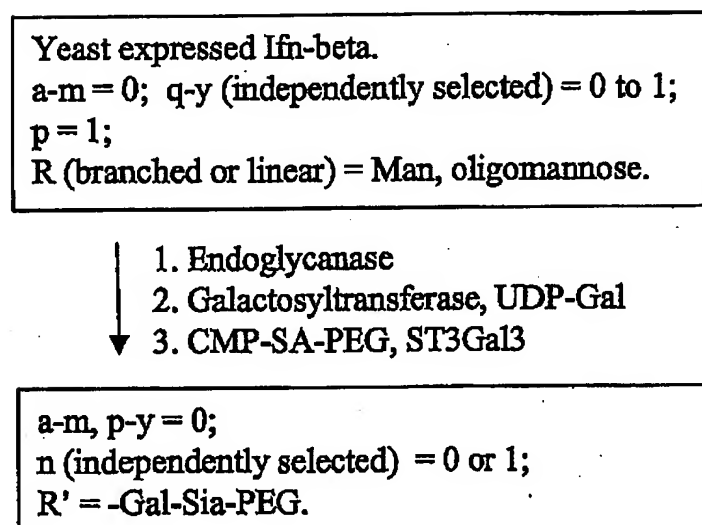 Yeast expressed Ifn-beta.
a-m = 0; q-y (independently selected) = 0 to 1;
p = 1;
R (branched or linear) = Man, oligomannose.
1. Endoglycanase
2. Galactosyltransferase, UDP-Gal
3. CMP-SA-PEG, ST3Gal3
a-m, p-y = 0;
n (independently selected) = 0 or 1;
R' = -Gal-Sia-PEG.